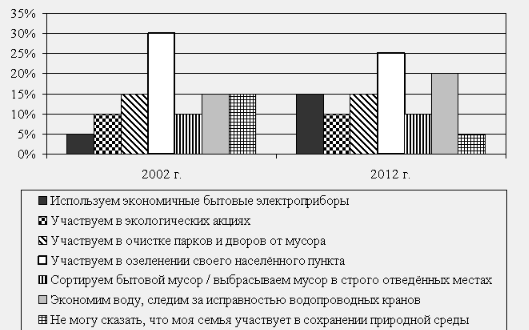 35%
30%
25%
20%
15%
10%
5%
0%
2002 г.
2012 г.
Используем экономичные бытовые электроприборы
Участвуем в экологических акциях
Участвуем в очистке парков и дворов от мусора
Участвуем в озеленении своего населённого пункта
Сортируем бытовой мусор / выбрасываем мусор в строго отведённых местах
Экономим воду, следим за исправностью водопроводных кранов
Не могу сказать, что моя семья участвует в сохранении природной среды